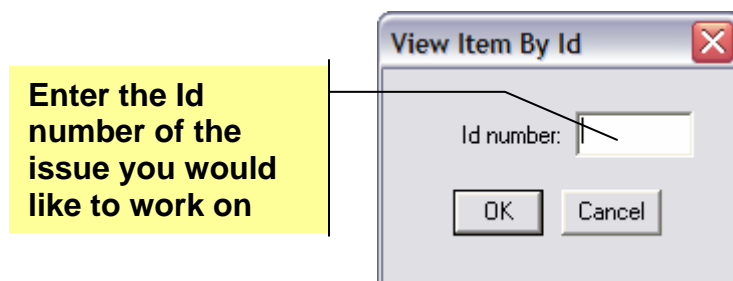 View Item By Id
Enter the Id
number of the
issue you would
like to work on
Id number:
OK Cancel